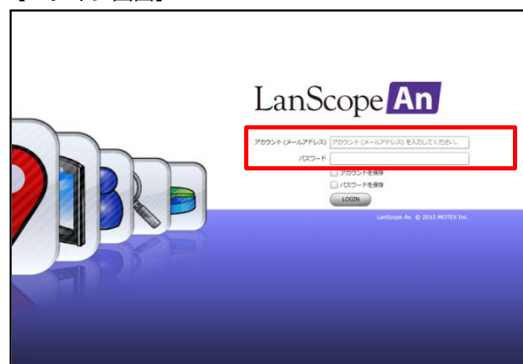 LanScope An
アカウント (メールアドレス) アカウント (メールアドレス) を入力してください。
パスワード
アカウントを保存
パスワードを保存
LOGIN
LanScope An © 2012 MOTEX Inc.